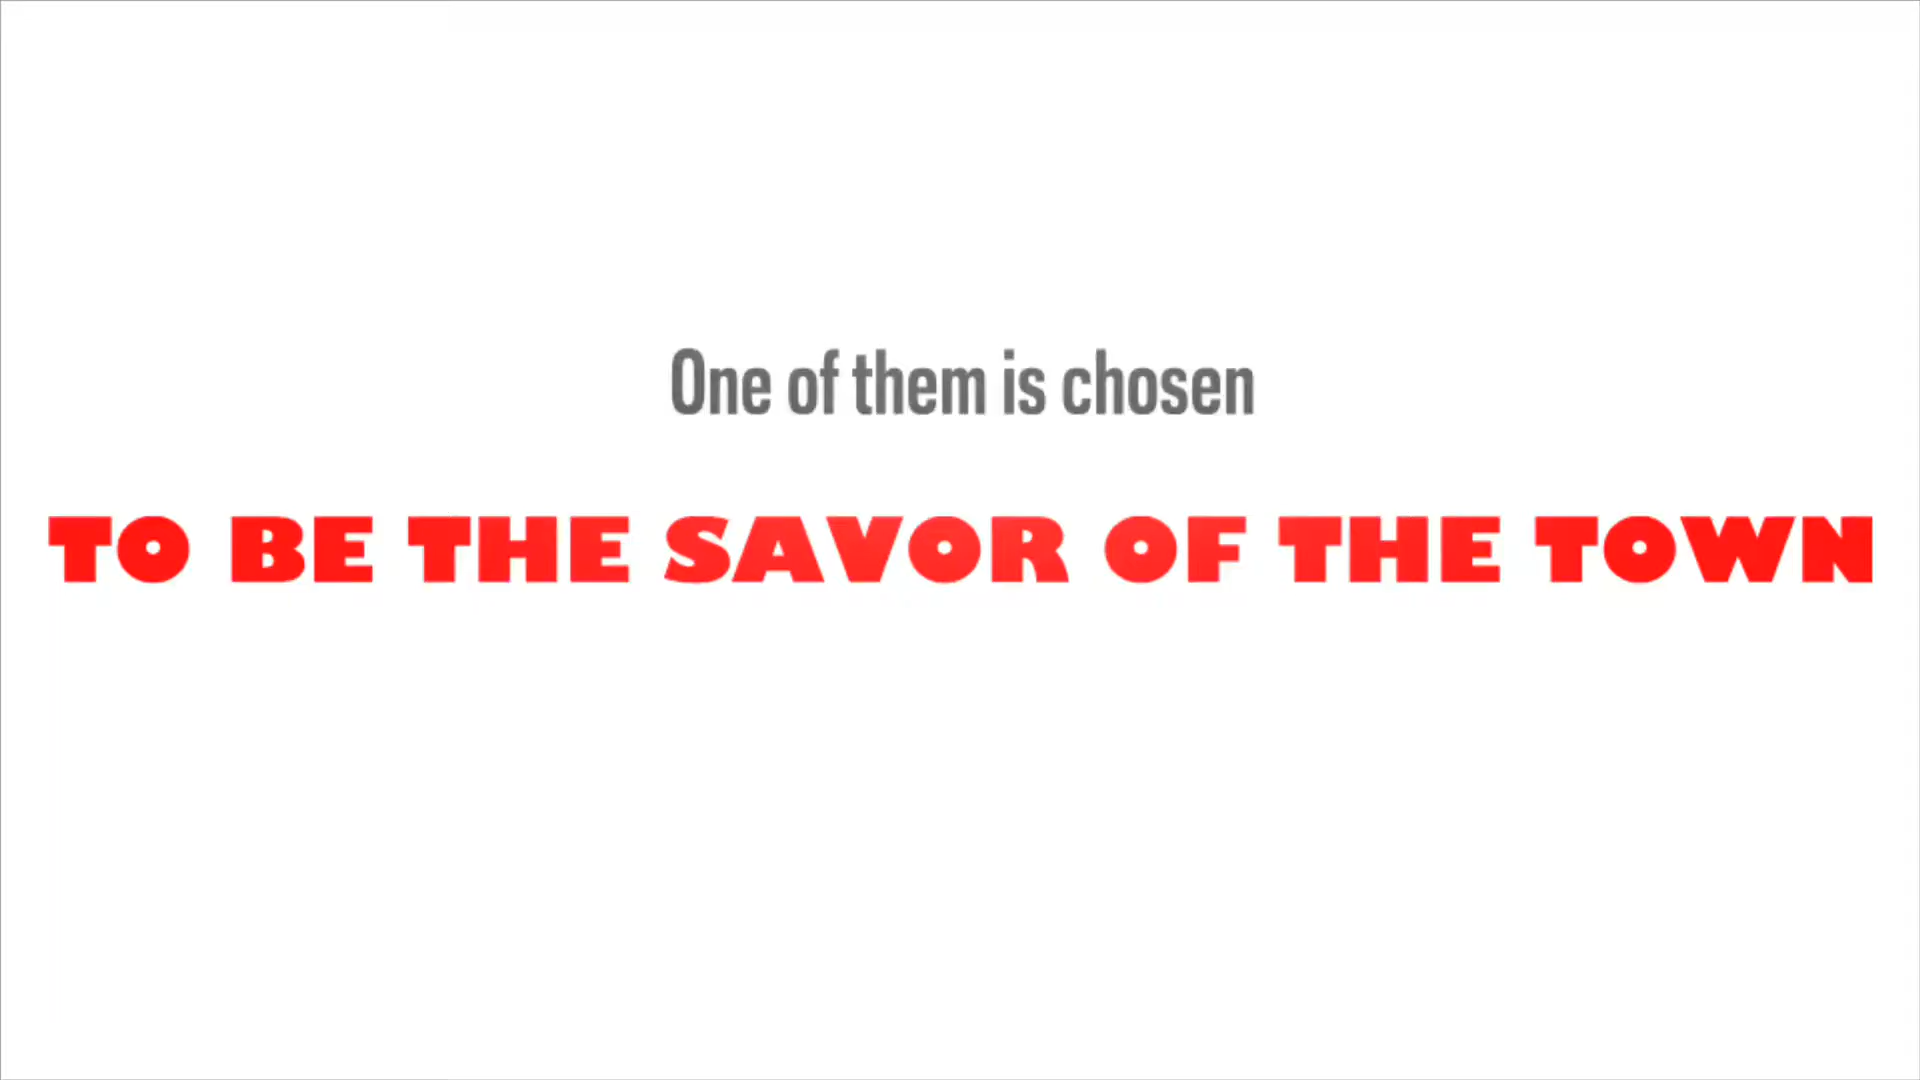 One of them is chosen
TO BE THE SAVOR OF THE TOWN